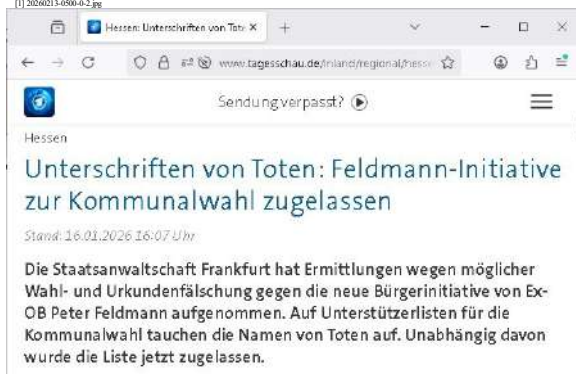 [1] 20260213-0500-0-2.jpg
Hessen: Unterschriften von Tote
www.tagesschau.de/inland/regional/hesse
Sendung verpasst?
Hessen
Unterschriften von Toten: Feldmann-Initiative
zur Kommunalwahl zugelassen
Stand: 16.01.2026 16:07 Uhr
Die Staatsanwaltschaft Frankfurt hat Ermittlungen wegen möglicher
Wahl- und Urkundenfälschung gegen die neue Bürgerinitiative von Ex-
OB Peter Feldmann aufgenommen. Auf Unterstützerlisten für die
Kommunalwahl tauchen die Namen von Toten auf. Unabhängig davon
wurde die Liste jetzt zugelassen.